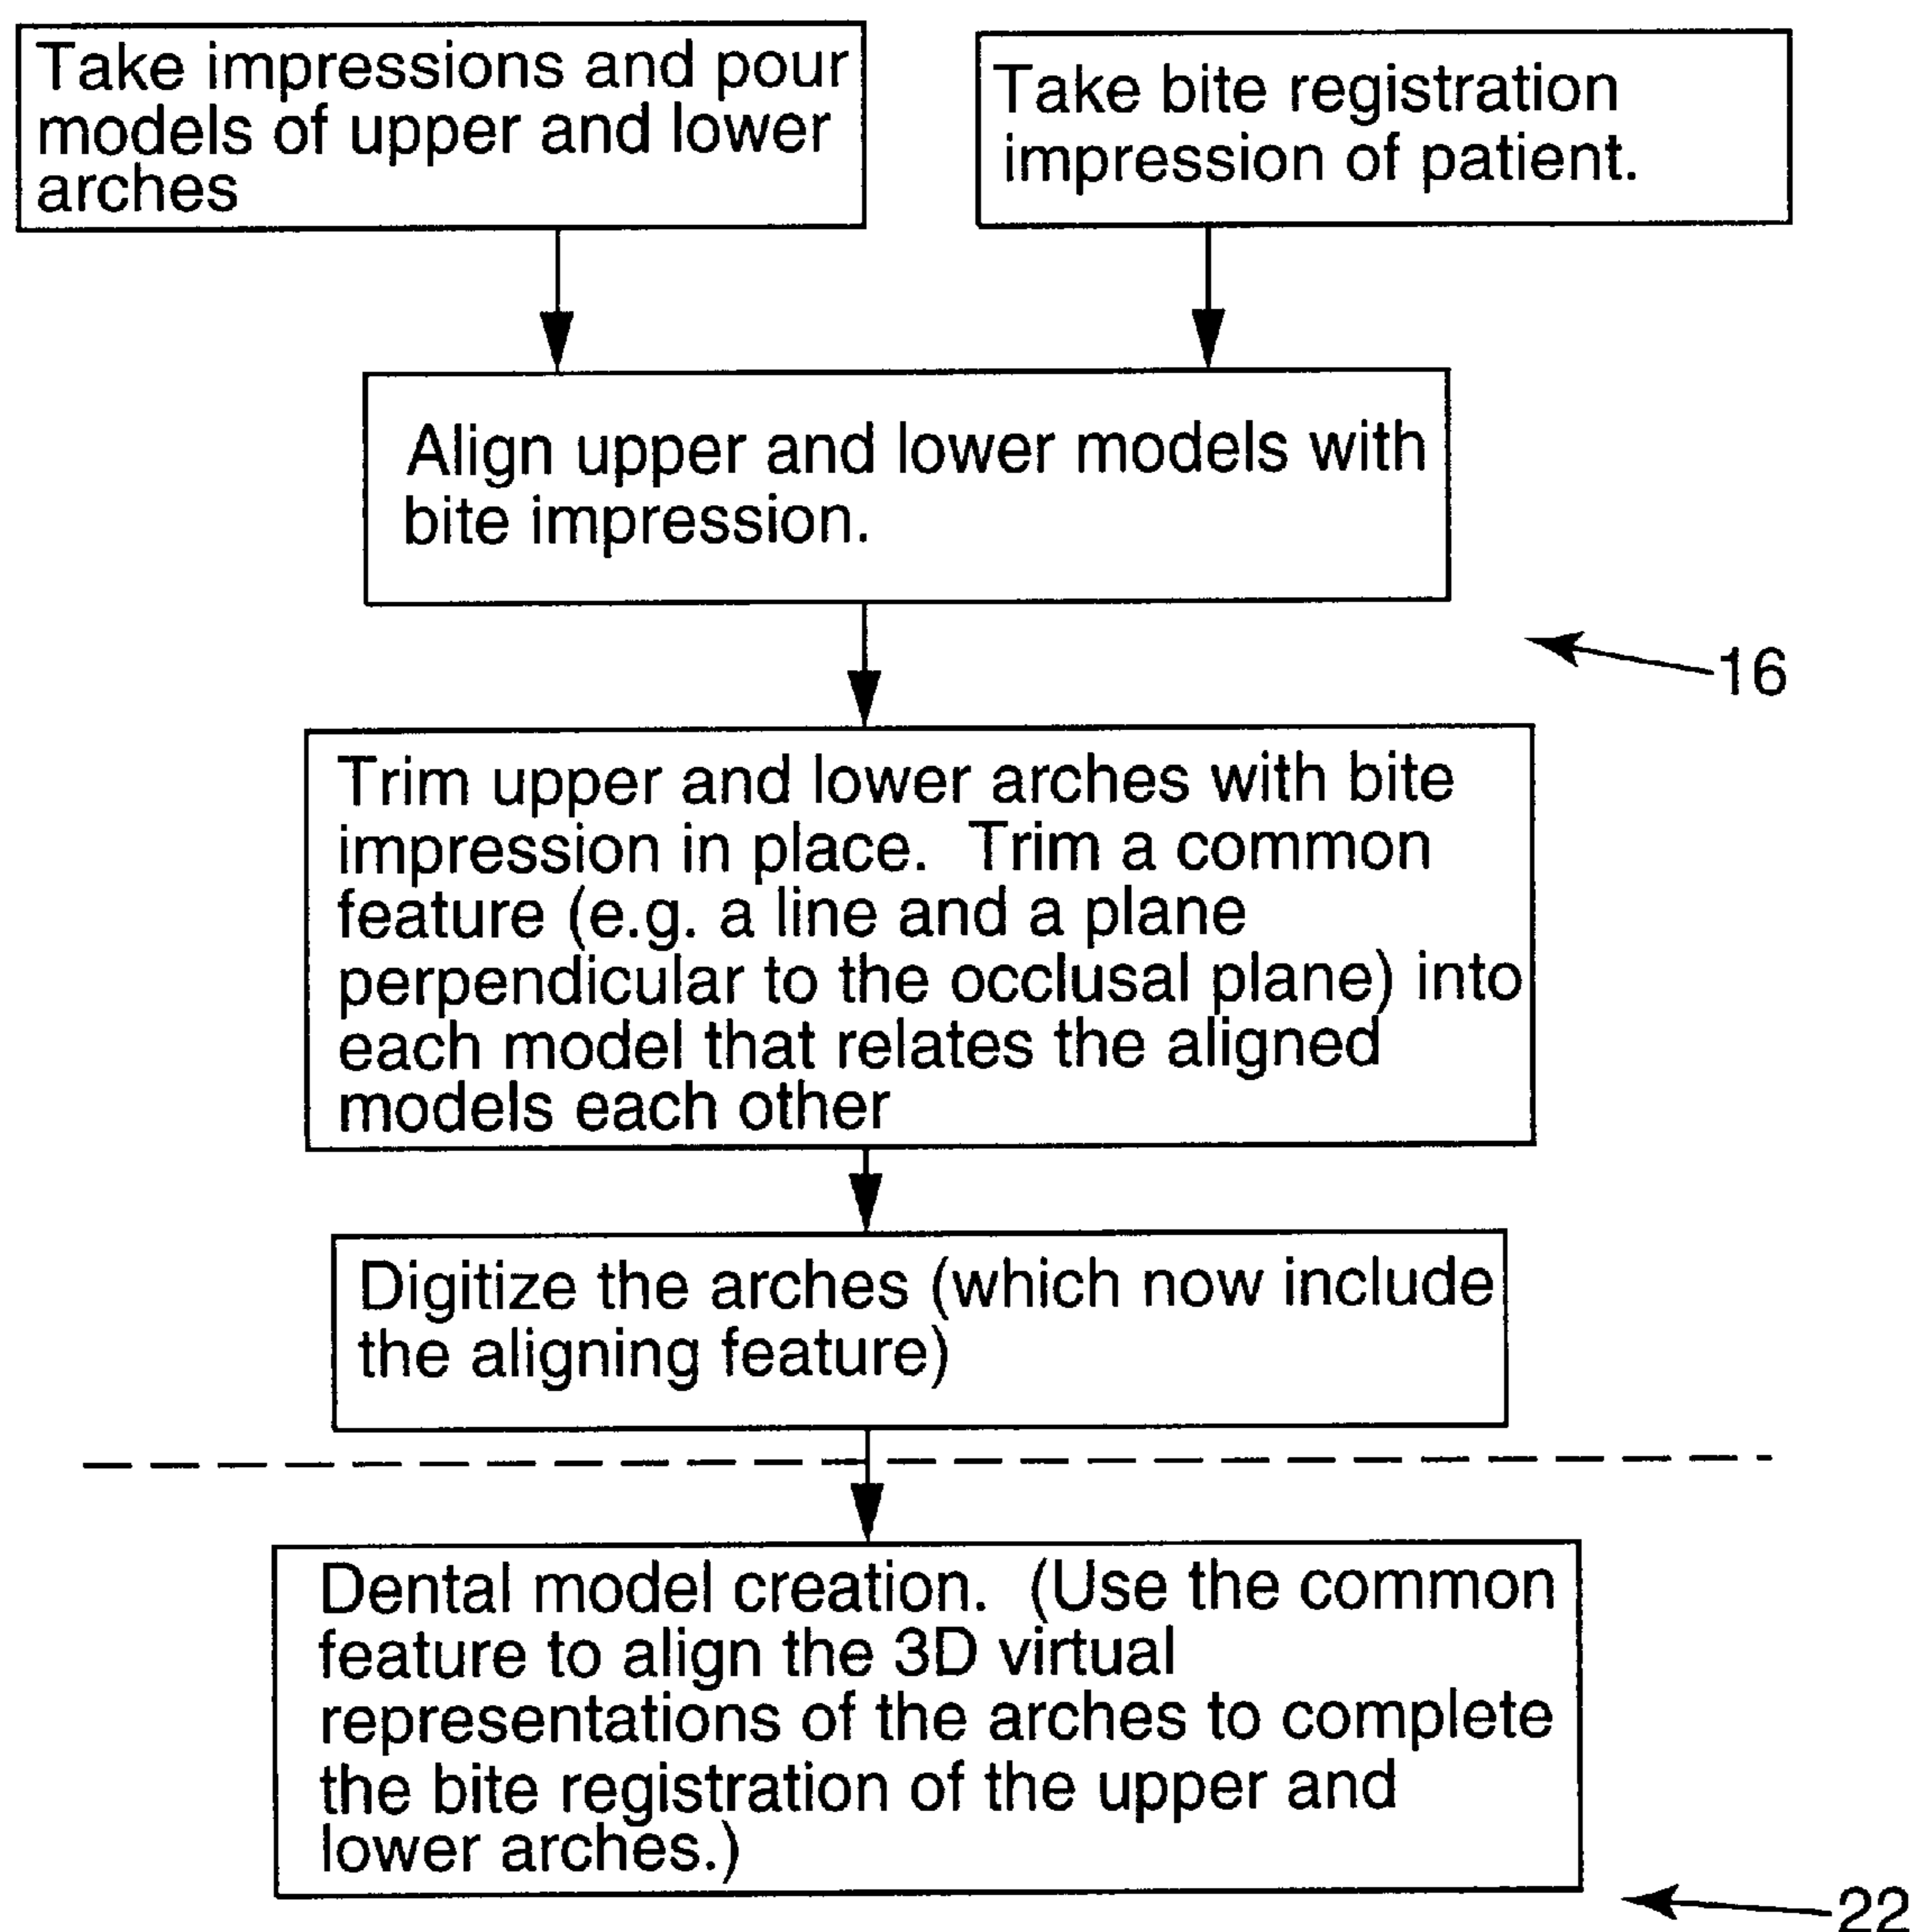 Take impressions and pour
models of upper and lower
arches
Take bite registration
impression of patient.
Align upper and lower models with
bite impression.
16
Trim upper and lower arches with bite
impression in place. Trim a common
feature (e.g. a line and a plane
perpendicular to the occlusal plane) into
each model that relates the aligned
models each other
Digitize the arches (which now include
the aligning feature)
Dental model creation. (Use the common
feature to align the 3D virtual
representations of the arches to complete
the bite registration of the upper and
lower arches.)
22